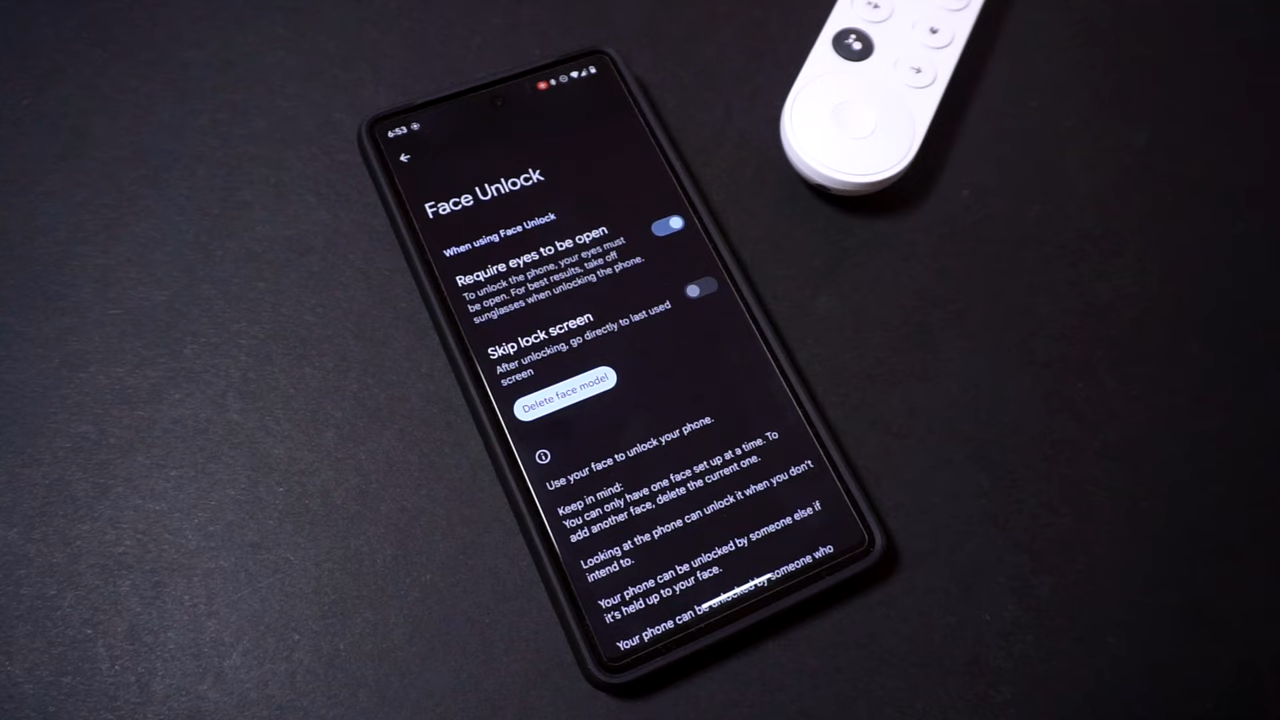 6:53
Face Unlock
When using Face Unlock
Require eyes to be open
To unlock the phone, your eyes must
be open. For best results, take off
sunglasses when unlocking the phone.
Skip lock screen
After unlocking, go directly to last used
screen
Delete face model
Use your face to unlock your phone.
Keep in mind:
You can only have one face set up at a time. To
add another face, delete the current one.
Looking at the phone can unlock it when you don't
intend to.
Your phone can be unlocked by someone else if
it's held up to your face.
Your phone can be unlocked by someone who